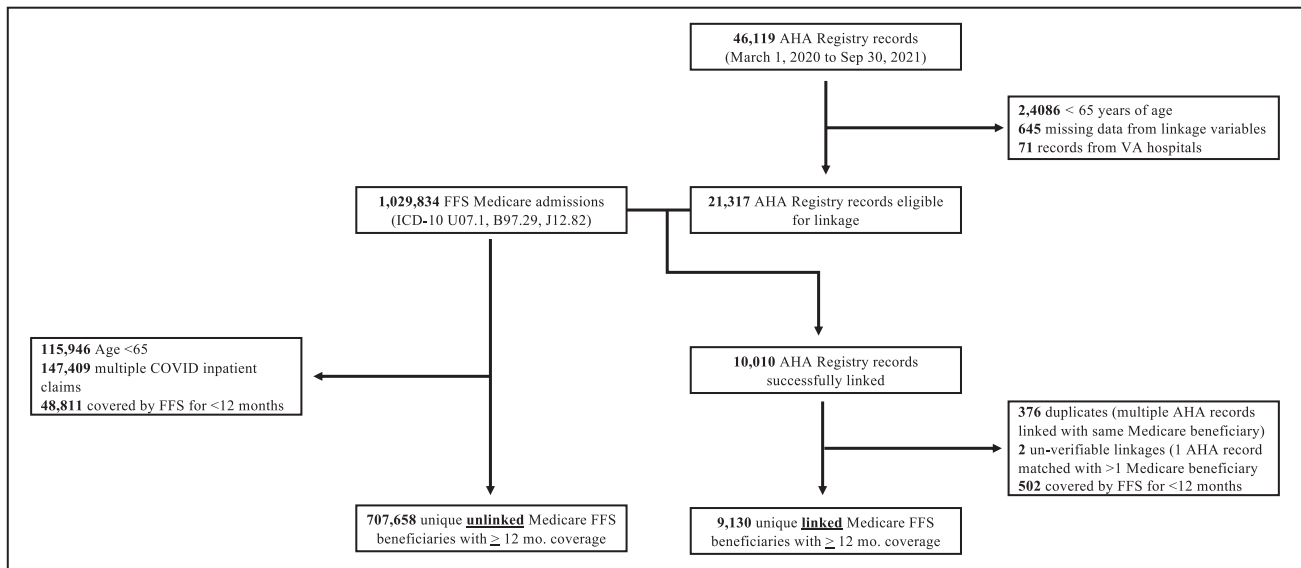 46,119 AHA Registry records
(March 1, 2020 to Sep 30, 2021)
2,4086 < 65 years of age
645 missing data from linkage variables
71 records from VA hospitals
1,029,834 FFS Medicare admissions
(ICD-10 U07.1, B97.29, J12.82)
21,317 AHA Registry records eligible
for linkage
115,946 Age <65
147,409 multiple COVID inpatient
claims
48,811 covered by FFS for <12 months
10,010 AHA Registry records
successfully linked
376 duplicates (multiple AHA records
linked with same Medicare beneficiary)
2 un-verifiable linkages (1 AHA record
matched with >1 Medicare beneficiary
502 covered by FFS for <12 months
707,658 unique unlinked Medicare FFS
beneficiaries with ≥ 12 mo. coverage
9,130 unique linked Medicare FFS
beneficiaries with ≥ 12 mo. coverage